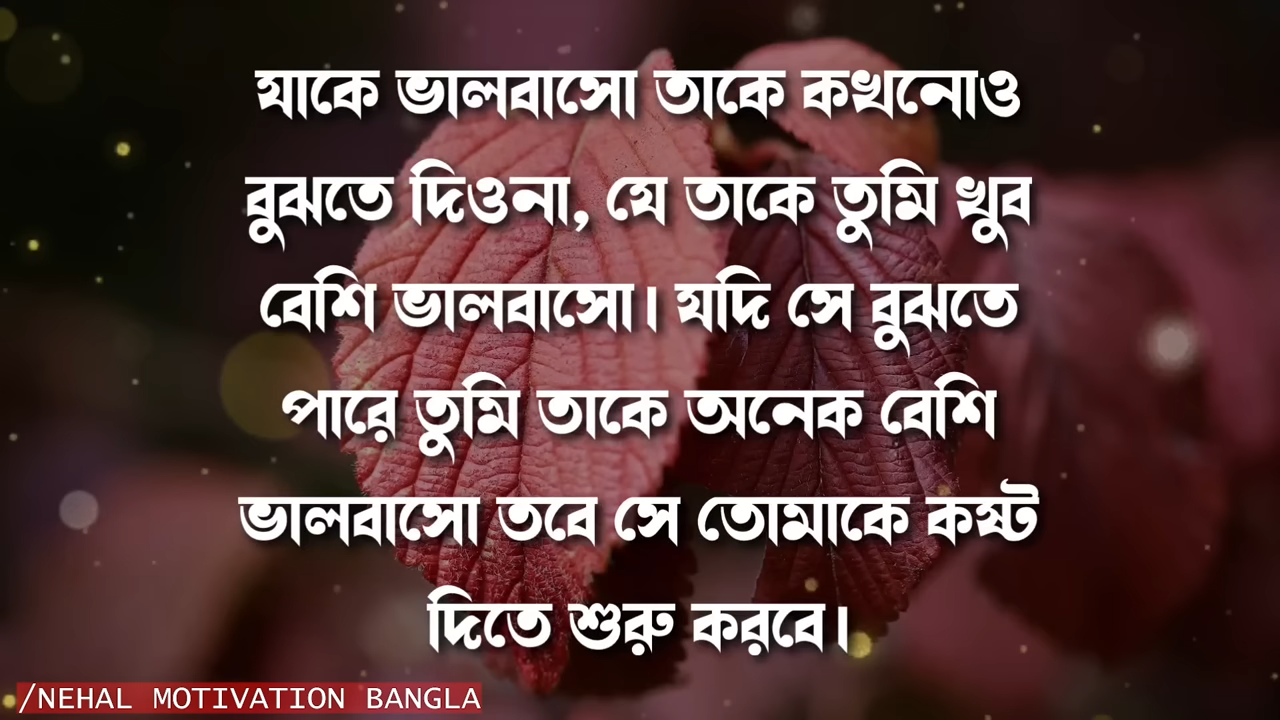 যাকে ভালবাসো তাকে কখনোও
বুঝতে দিওনা, যে তাকে তুমি খুব
বেশি ভালবাসো। যদি সে বুঝতে
পারে তুমি তাকে অনেক বেশি
ভালবাসো তবে সে তোমাকে কষ্ট
দিতে শুরু করবে।
/NEHAL MOTIVATION BANGLA